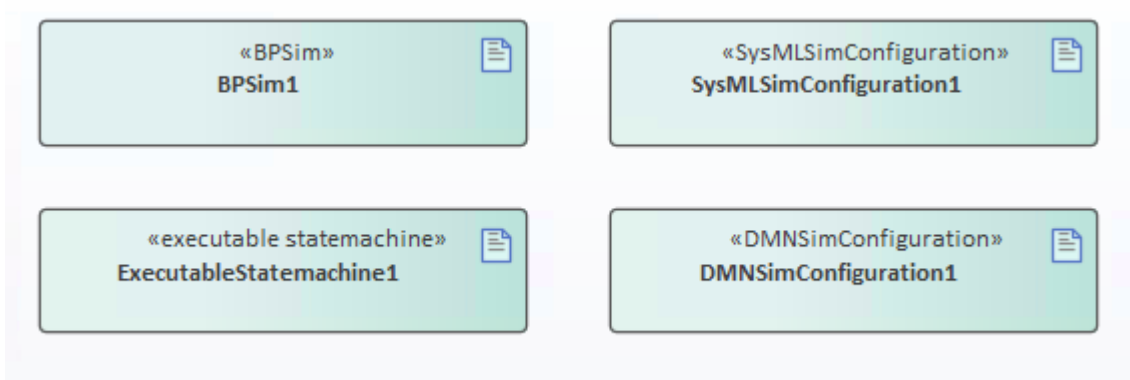 «BPSim»
BPSim1
«SysMLSimConfiguration»
SysMLSimConfiguration1
«executable statemachine»
ExecutableStatemachine1
«DMNSimConfiguration»
DMNSimConfiguration1